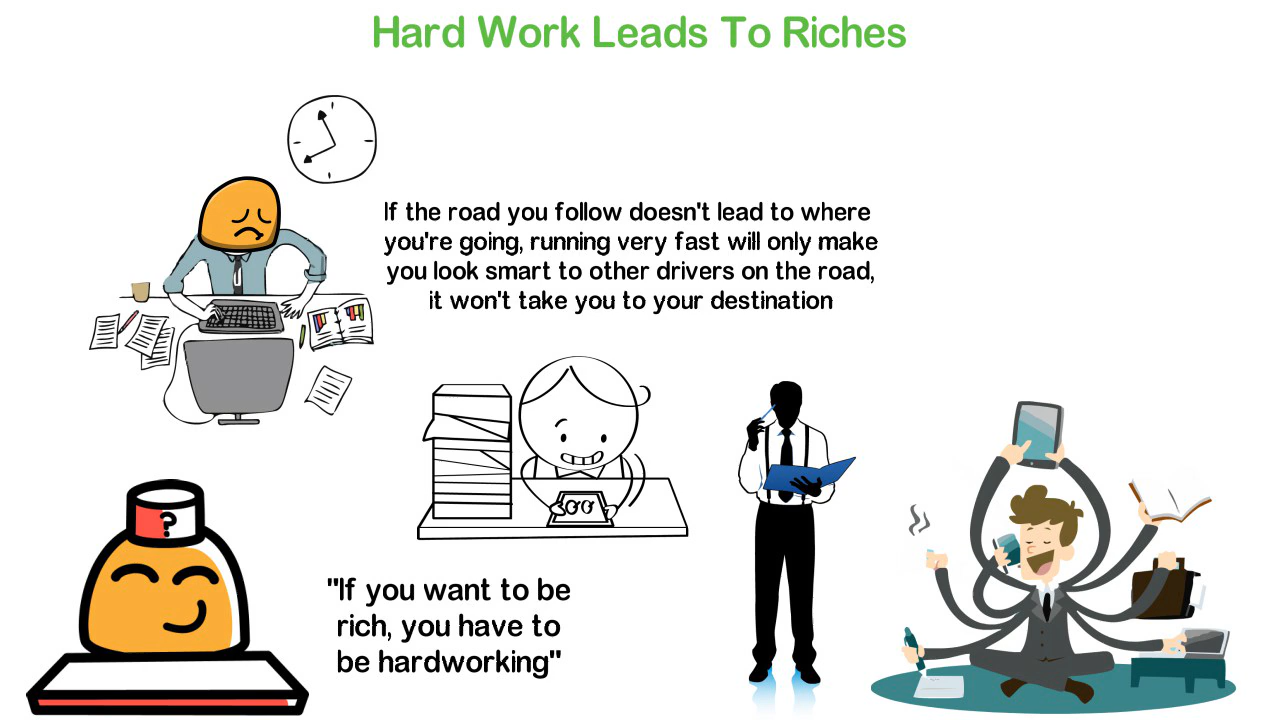 Hard Work Leads To Riches
If the road you follow doesn't lead to where
you're going, running very fast will only make
you look smart to other drivers on the road,
it won't take you to your destination
?
"If you want to be
rich, you have to
be hardworking"